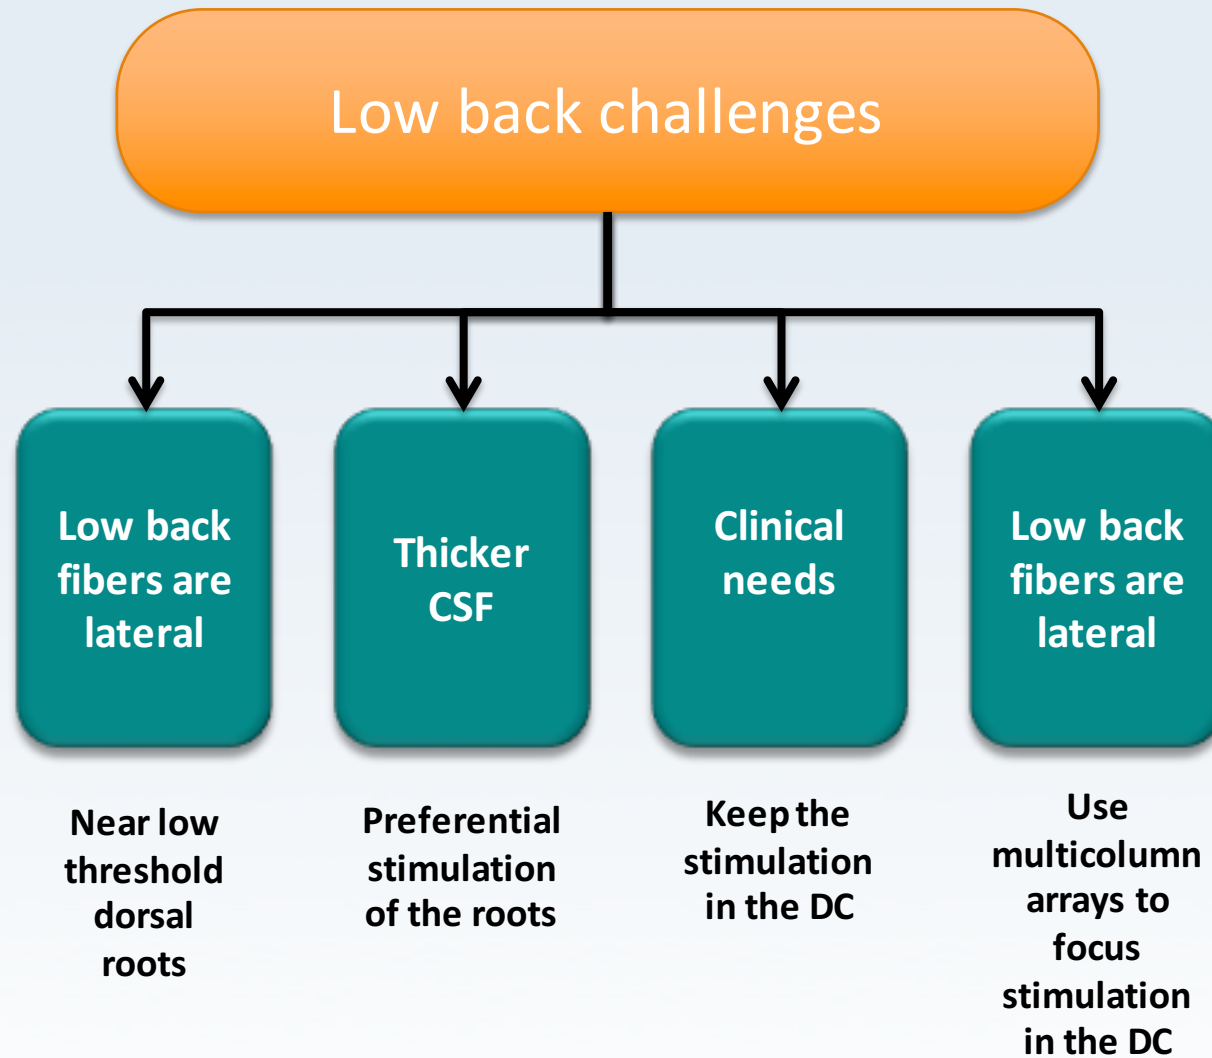 Low back challenges
Low back
fibers are
lateral
Thicker
CSF
Clinical
needs
Low back
fibers are
lateral
Near low
threshold
dorsal
roots
Preferential
stimulation
of the roots
Keep the
stimulation
in the DC
Use
multicolumn
arrays to
focus
stimulation
in the DC